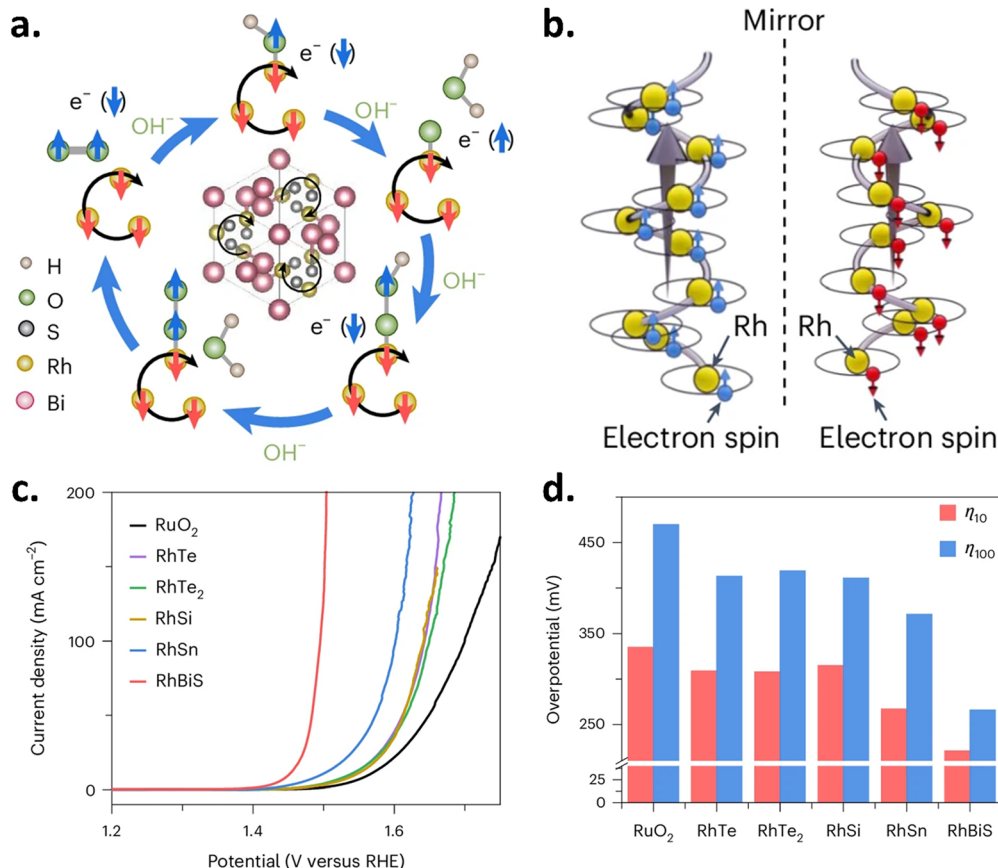 a.
e⁻ (↓)
e⁻ (↓)
OH⁻
OH⁻
e⁻ (↑)
OH⁻
e⁻ (↓)
OH⁻
H
O
S
Rh
Bi
b.
Mirror
Rh
Rh
Electron spin
Electron spin
c.
200
100
0
Current density (mA cm⁻²)
RuO₂
RhTe
RhTe₂
RhSi
RhSn
RhBiS
1.2
1.4
1.6
Potential (V versus RHE)
d.
η₁₀
η₁₀₀
450
350
250
25
0
Overpotential (mV)
RuO₂
RhTe
RhTe₂
RhSi
RhSn
RhBiS